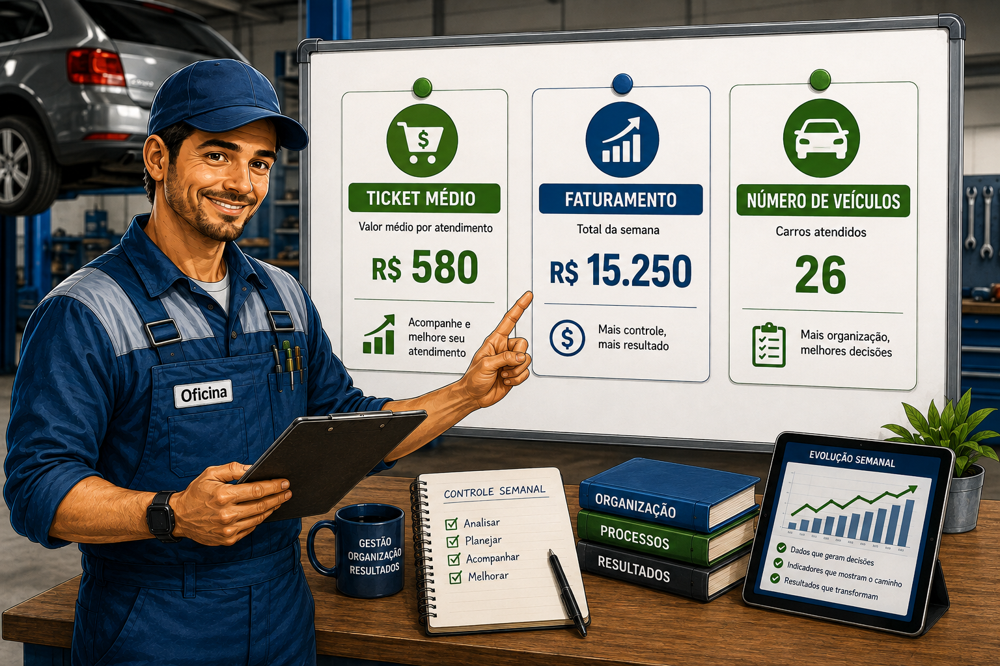 TICKET MÉDIO
Valor médio por atendimento
R$ 580
Acompanhe e
melhore seu
atendimento
FATURAMENTO
Total da semana
R$ 15.250
Mais controle,
mais resultado
NÚMERO DE VEÍCULOS
Carros atendidos
26
Mais organização,
melhores decisões
Oficina
GESTÃO
ORGANIZAÇÃO
RESULTADOS
CONTROLE SEMANAL
Analisar
Planejar
Acompanhar
Melhorar
ORGANIZAÇÃO
PROCESSOS
RESULTADOS
EVOLUÇÃO SEMANAL
Dados que geram decisões
Indicadores que mostram o caminho
Resultados que transformam